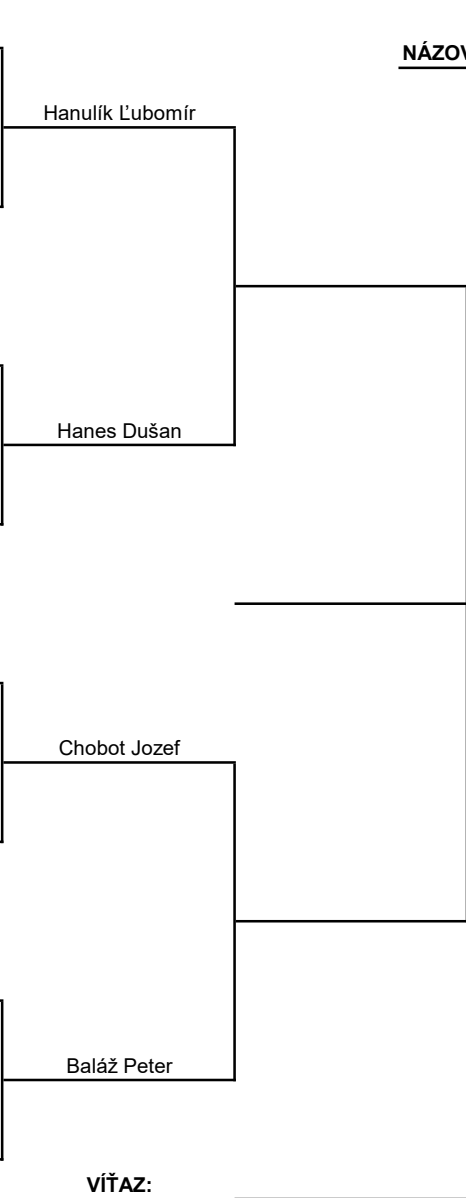 NÁZOV
Hanulík Ľubomír
Hanes Dušan
Chobot Jozef
Baláž Peter
VÍŤAZ: